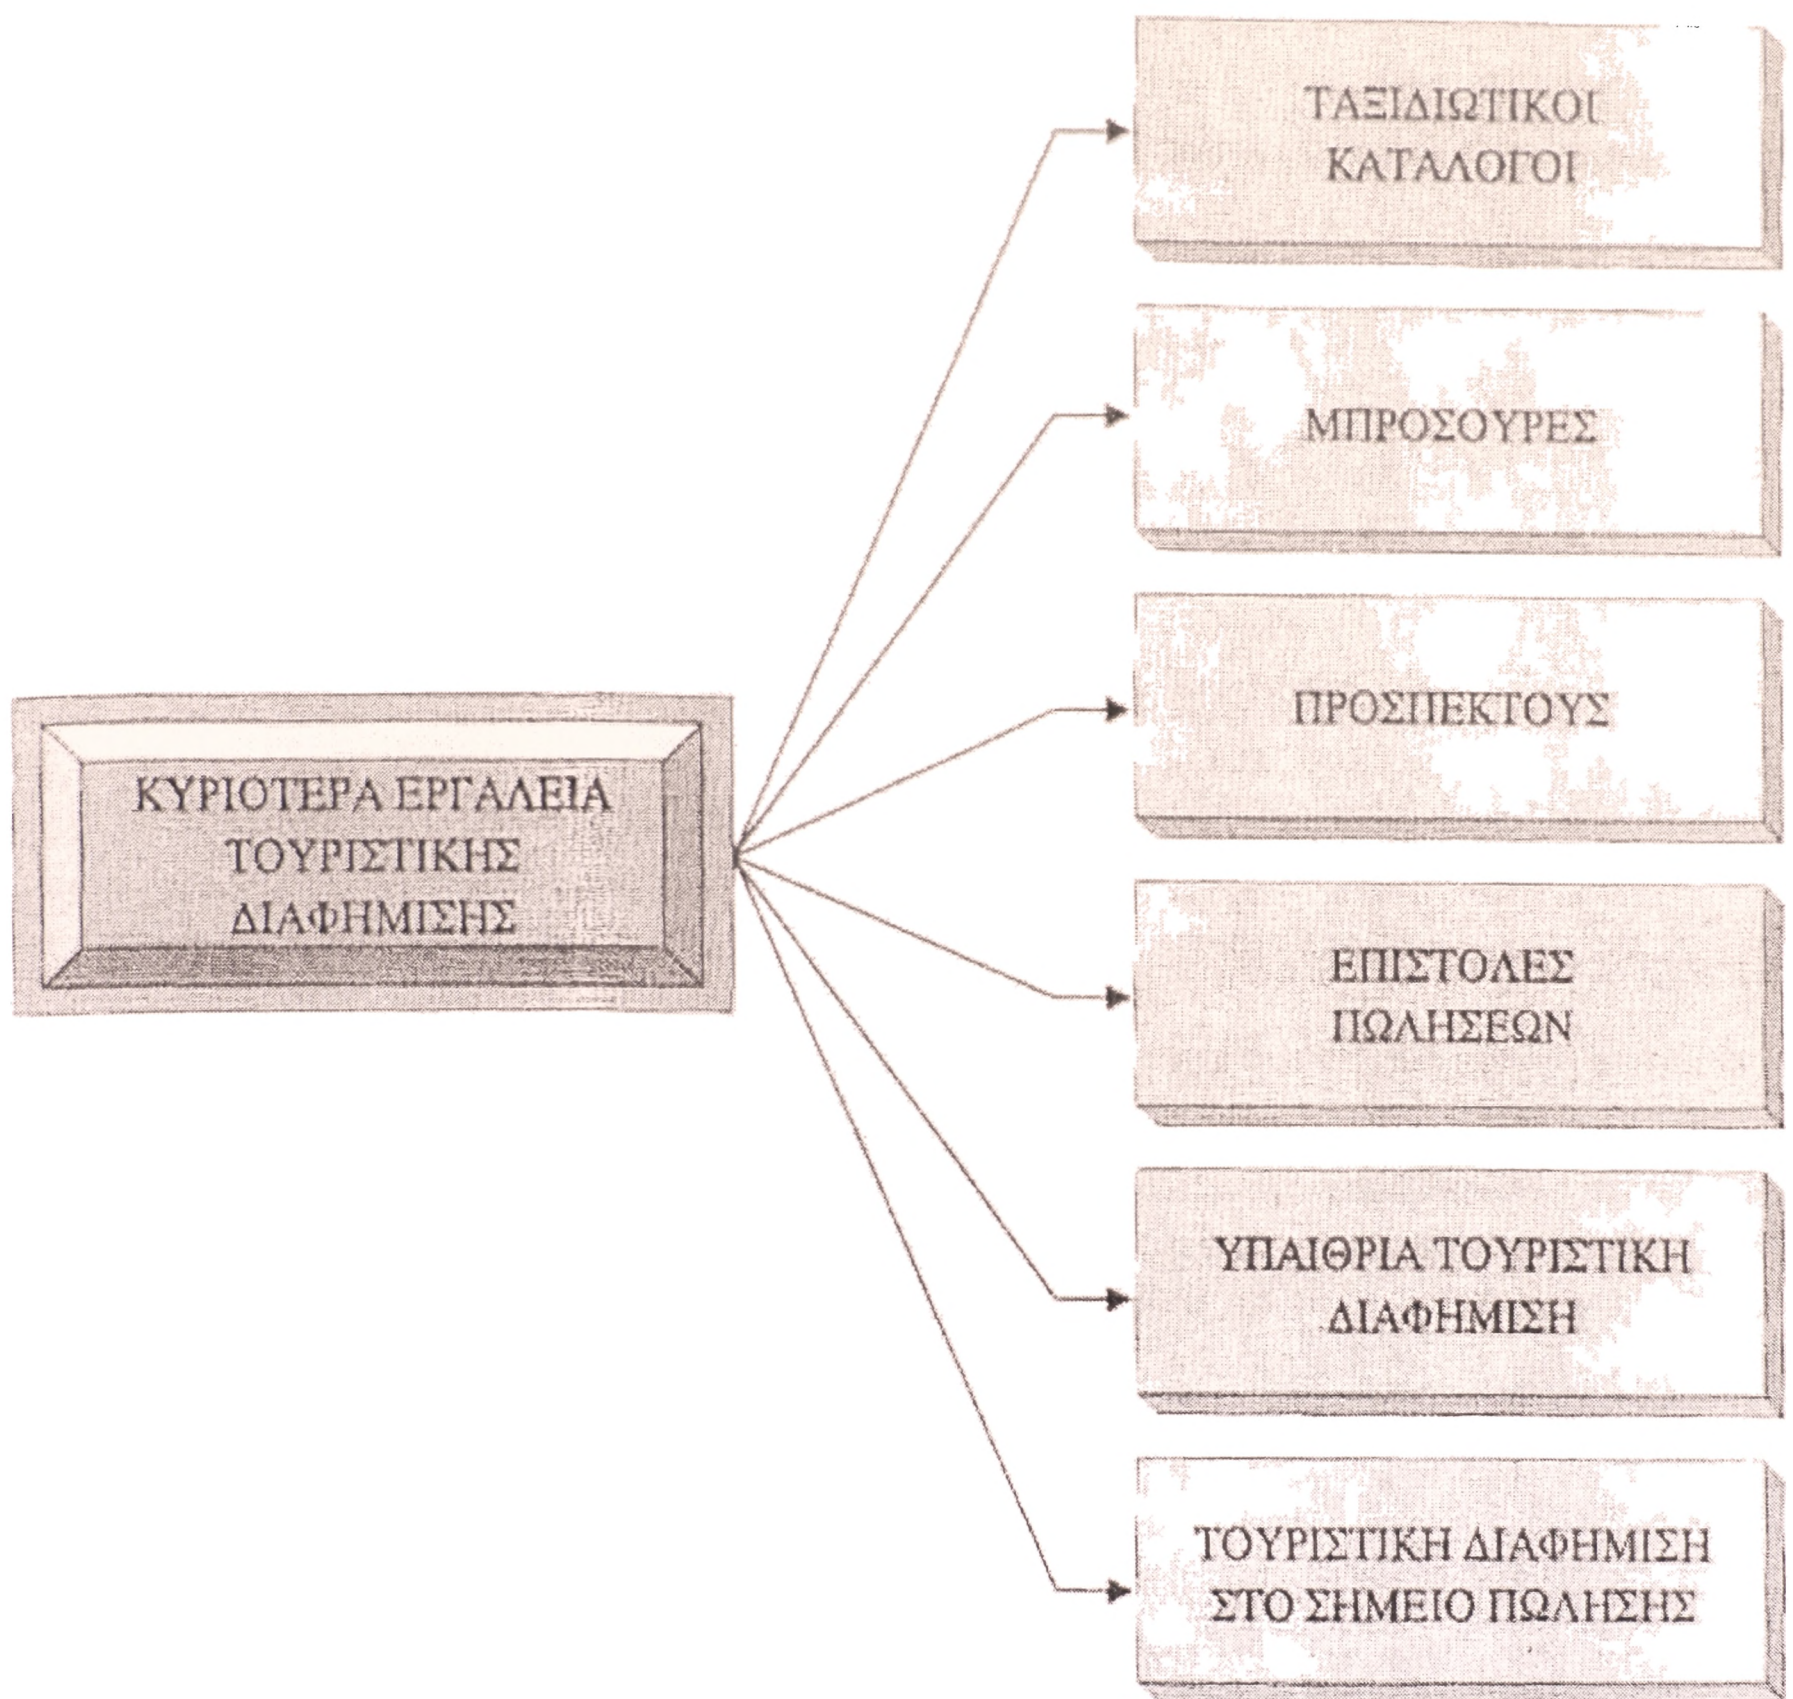 ΤΑΞΙΔΙΩΤΙΚΟΙ
ΚΑΤΑΛΟΓΟΙ
ΜΠΡΟΣΟΥΡΕΣ
ΠΡΟΣΠΕΚΤΟΥΣ
ΚΥΡΙΟΤΕΡΑ ΕΡΓΑΛΕΙΑ
ΤΟΥΡΙΣΤΙΚΗΣ
ΔΙΑΦΗΜΙΣΗΣ
ΕΠΙΣΤΟΛΕΣ
ΠΩΛΗΣΕΩΝ
ΥΠΑΙΘΡΙΑ ΤΟΥΡΙΣΤΙΚΗ
ΔΙΑΦΗΜΙΣΗ
ΤΟΥΡΙΣΤΙΚΗ ΔΙΑΦΗΜΙΣΗ
ΣΤΟ ΣΗΜΕΙΟ ΠΩΛΗΣΗΣ